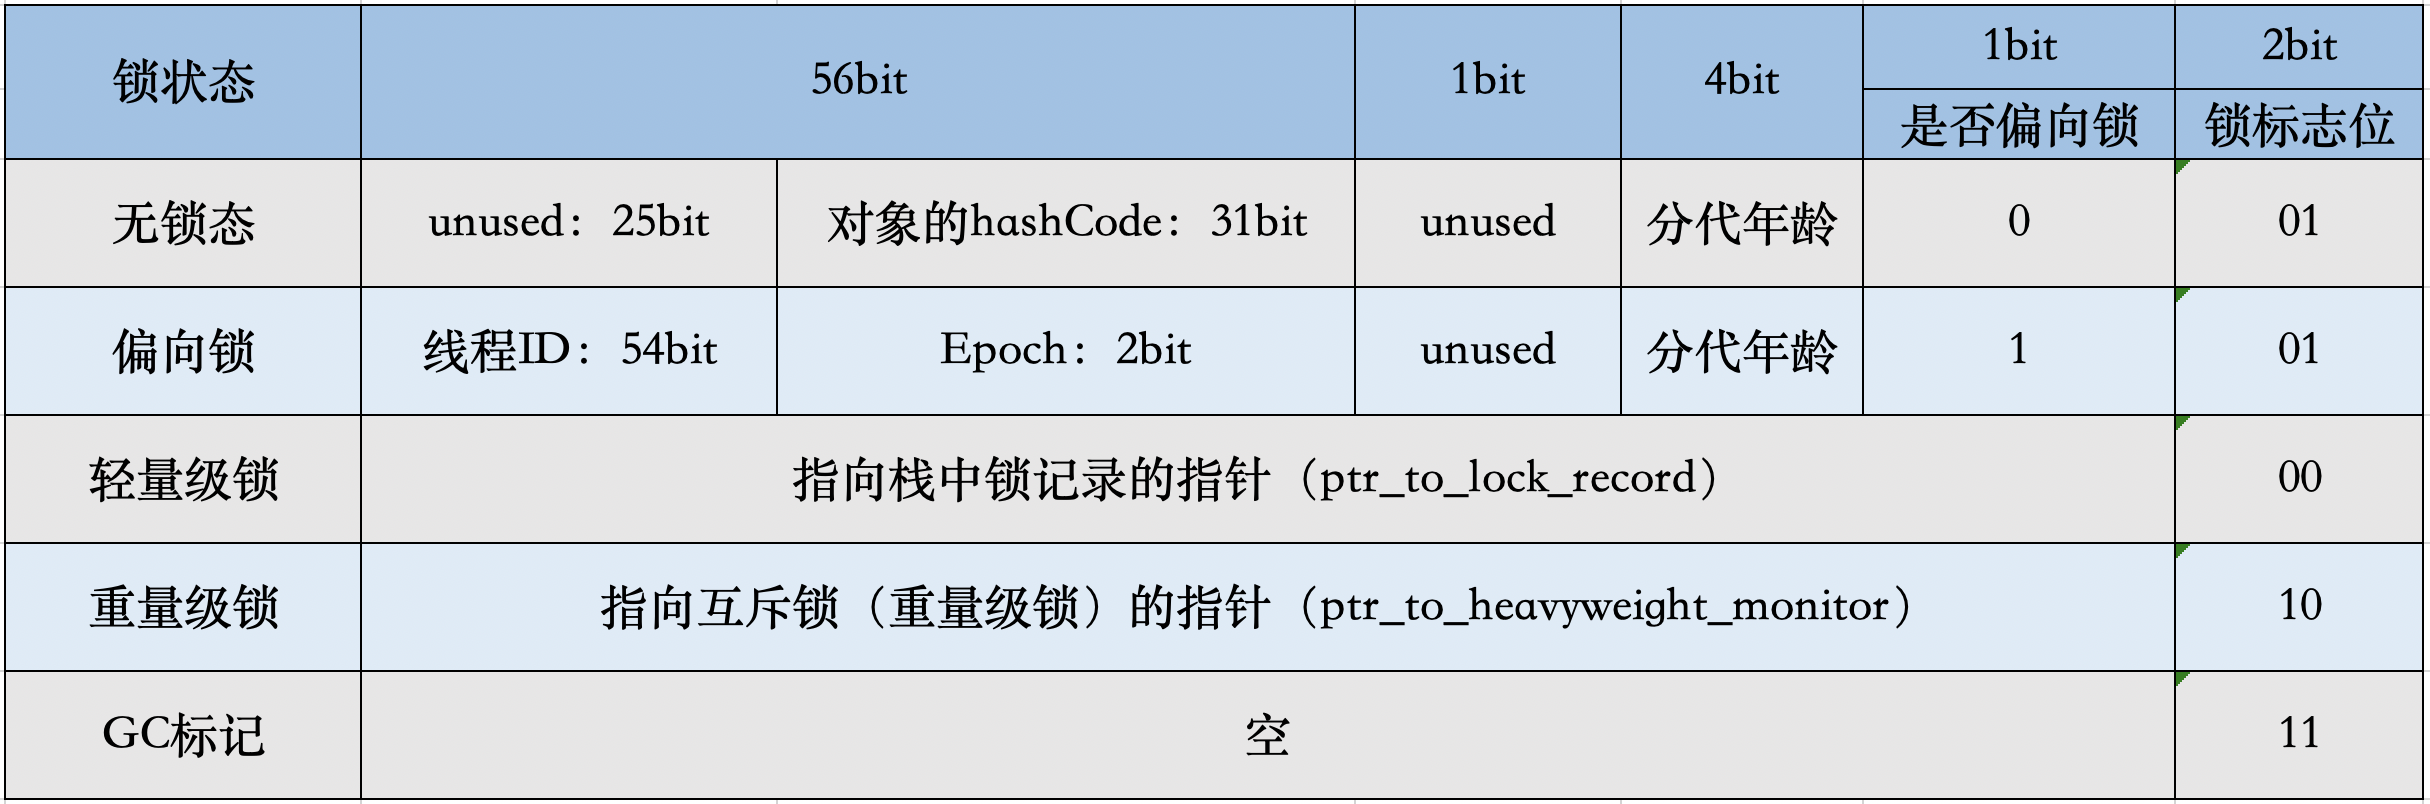 锁状态
56bit
1bit
4bit
1bit
2bit
是否偏向锁
锁标志位
无锁态
unused：25bit
对象的hashCode：31bit
unused
分代年龄
0
01
偏向锁
线程ID：54bit
Epoch：2bit
unused
分代年龄
1
01
轻量级锁
指向栈中锁记录的指针（ptr_to_lock_record）
00
重量级锁
指向互斥锁（重量级锁）的指针（ptr_to_heavyweight_monitor）
10
GC标记
空
11